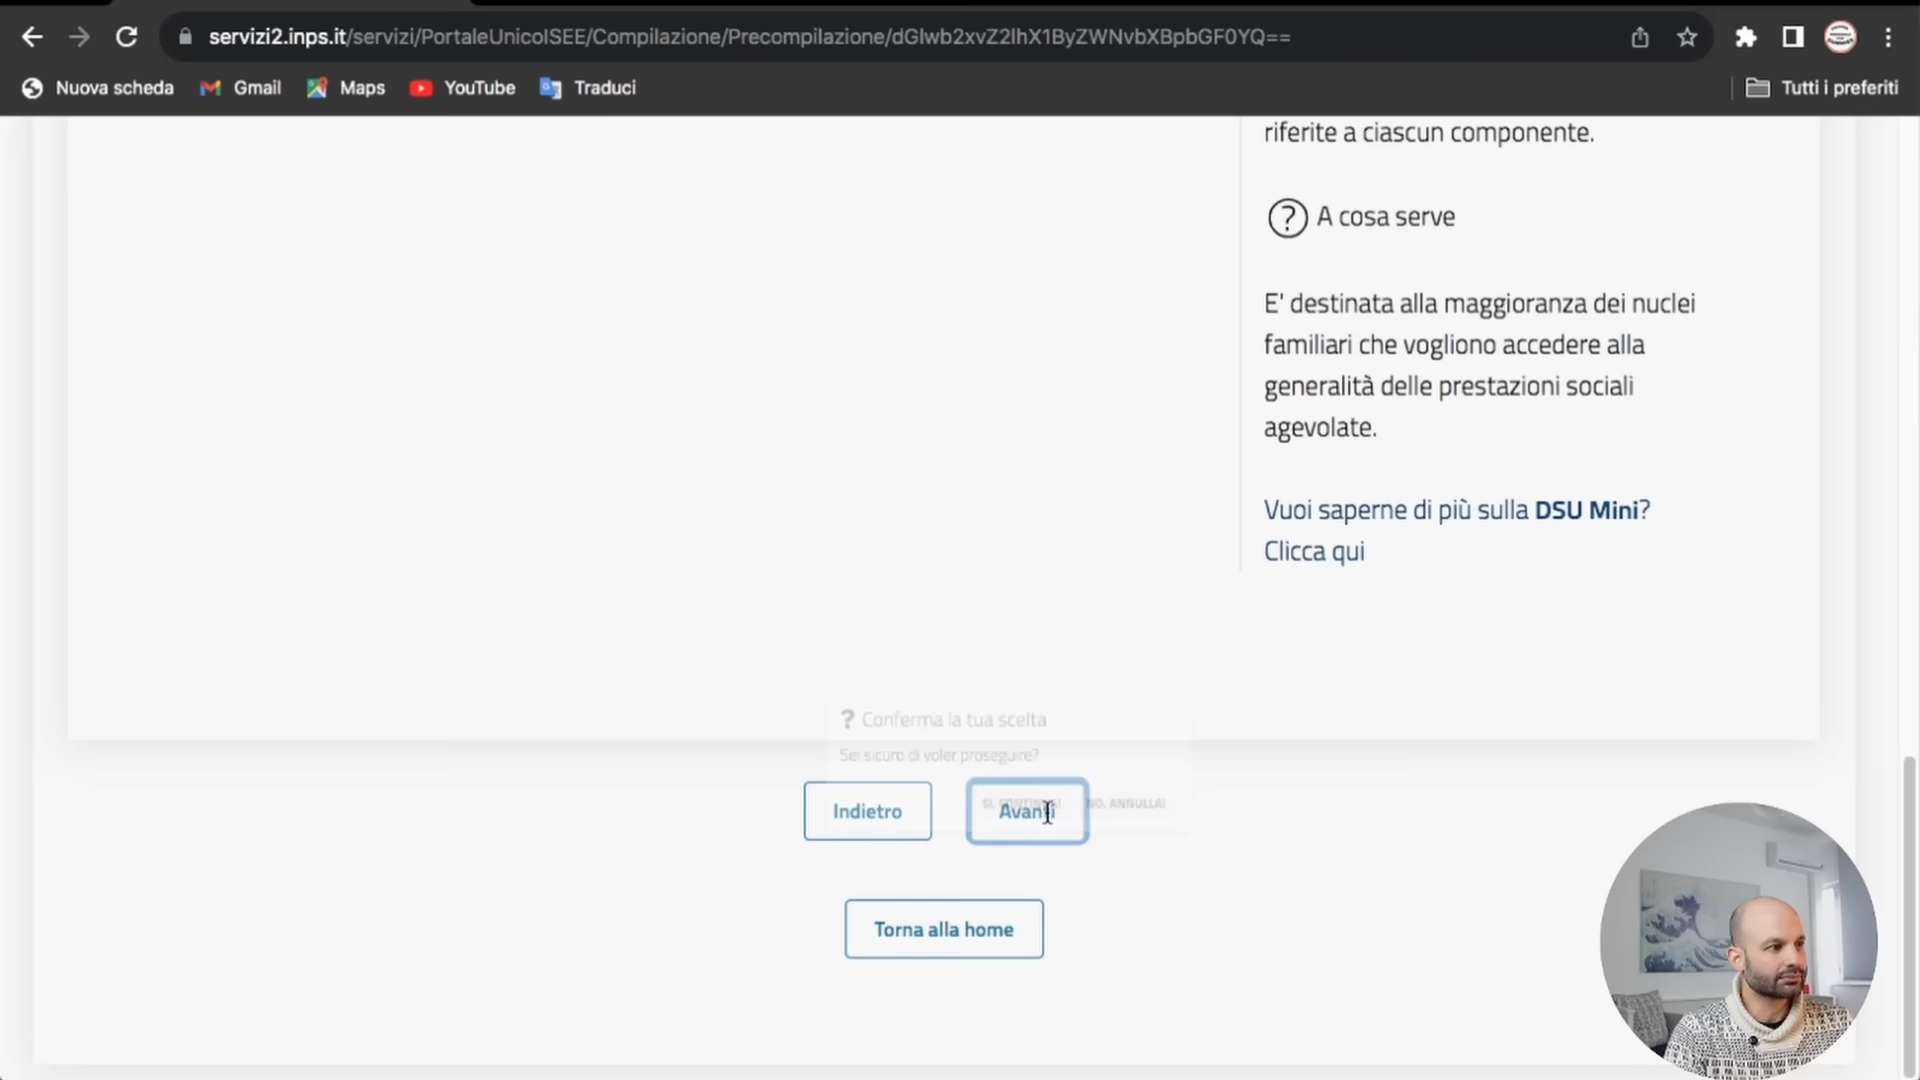 servizi2.inps.it/servizi/PortaleUnicoISEE/Compilazione/Precompilazione/dGlwb2xvZ2lhX1ByZWNvbXBpbGF0YQ==
Nuova scheda Gmail Maps YouTube Traduci Tutti i preferiti
riferite a ciascun componente.
? A cosa serve
E' destinata alla maggioranza dei nuclei
familiari che vogliono accedere alla
generalità delle prestazioni sociali
agevolate.
Vuoi saperne di più sulla DSU Mini?
Clicca qui
? Conferma la tua scelta
Sei sicuro di voler proseguire?
SI, CONTINUA! NO, ANNULLA!
Indietro Avanti
Torna alla home